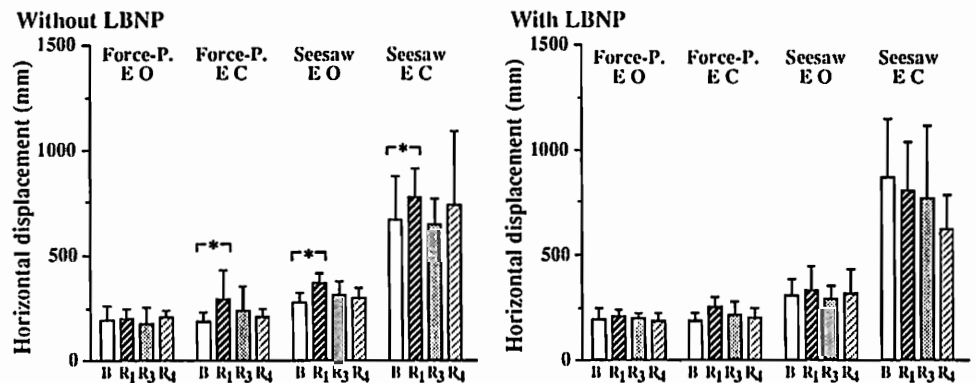 Without LBNP
Horizontal displacement (mm)
1500
1000
500
0
Force-P.
E O
Force-P.
E C
Seesaw
E O
Seesaw
E C
*
*
*
B R1 R3 R4 B R1 R3 R4 B R1 R3 R4 B R1 R3 R4
With LBNP
Horizontal displacement (mm)
1500
1000
500
0
Force-P.
E O
Force-P.
E C
Seesaw
E O
Seesaw
E C
B R1 R3 R4 B R1 R3 R4 B R1 R3 R4 B R1 R3 R4